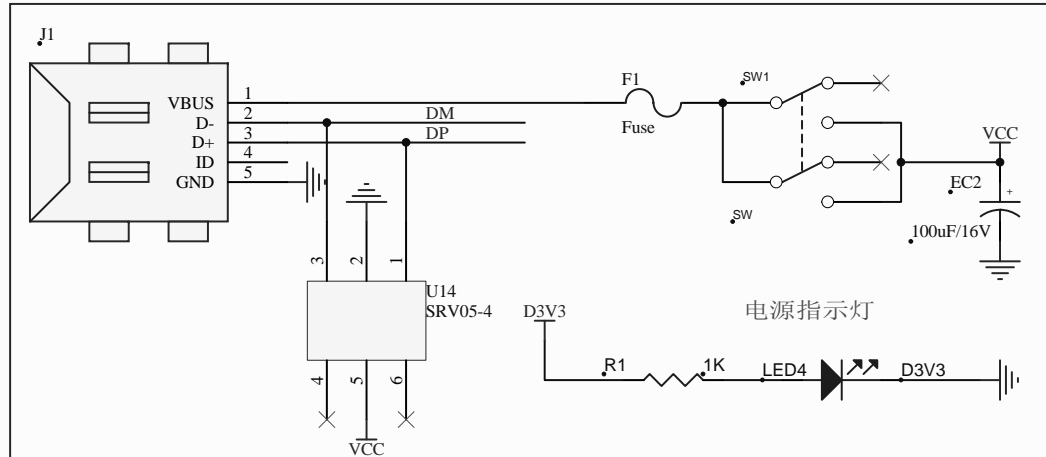 J1
VBUS 1
D- 2 DM
D+ 3 DP
ID 4
GND 5
F1
Fuse
SW1
SW
VCC
EC2
+
100uF/16V
3 2 1
U14
SRV05-4
4 5 6
VCC
电源指示灯
D3V3
R1 1K LED4 D3V3